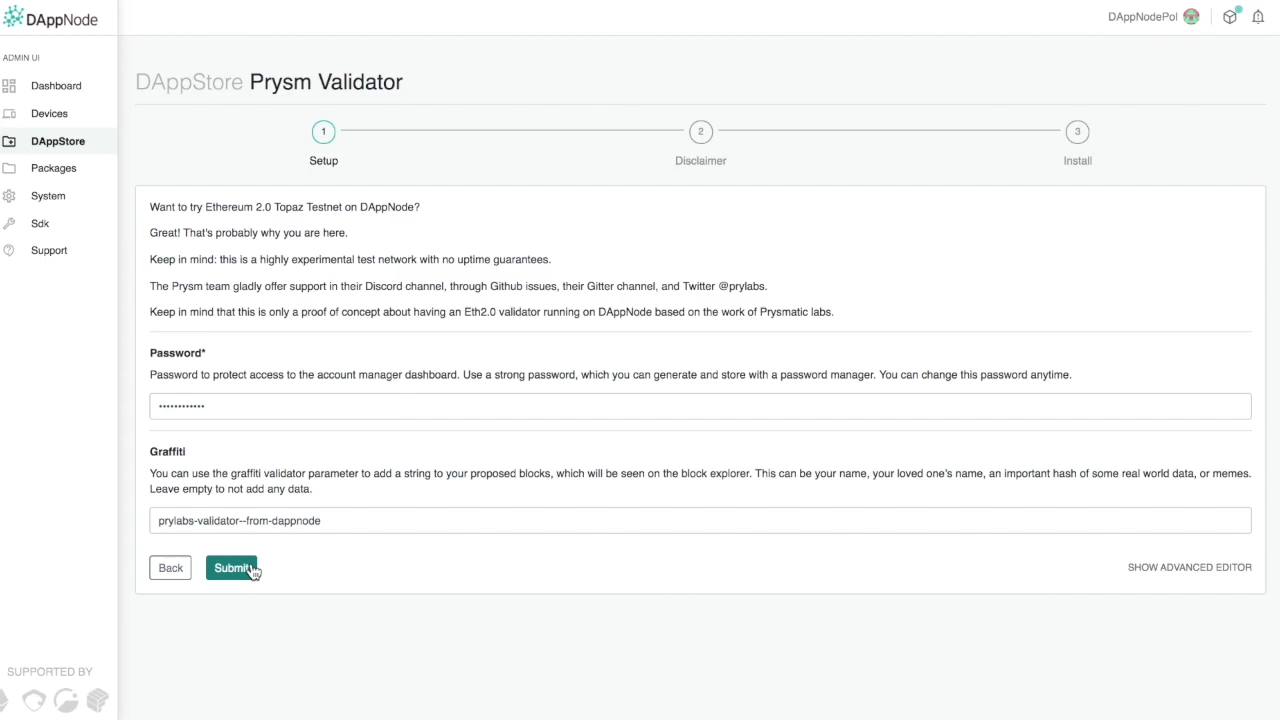 DAppNode
DAppNodePol
ADMIN UI
Dashboard
Devices
DAppStore
Packages
System
Sdk
Support
SUPPORTED BY
DAppStore Prysm Validator
1
2
3
Setup
Disclaimer
Install
Want to try Ethereum 2.0 Topaz Testnet on DAppNode?
Great! That's probably why you are here.
Keep in mind: this is a highly experimental test network with no uptime guarantees.
The Prysm team gladly offer support in their Discord channel, through Github issues, their Gitter channel, and Twitter @prylabs.
Keep in mind that this is only a proof of concept about having an Eth2.0 validator running on DAppNode based on the work of Prysmatic labs.
Password*
Password to protect access to the account manager dashboard. Use a strong password, which you can generate and store with a password manager. You can change this password anytime.
••••••••••••
Graffiti
You can use the graffiti validator parameter to add a string to your proposed blocks, which will be seen on the block explorer. This can be your name, your loved one's name, an important hash of some real world data, or memes.
Leave empty to not add any data.
prylabs-validator--from-dappnode
Back
Submit
SHOW ADVANCED EDITOR